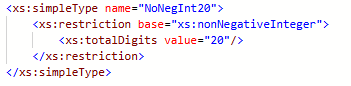 <xs:simpleType name="NoNegInt20">
<xs:restriction base="xs:nonNegativeInteger">
<xs:totalDigits value="20"/>
</xs:restriction>
</xs:simpleType>